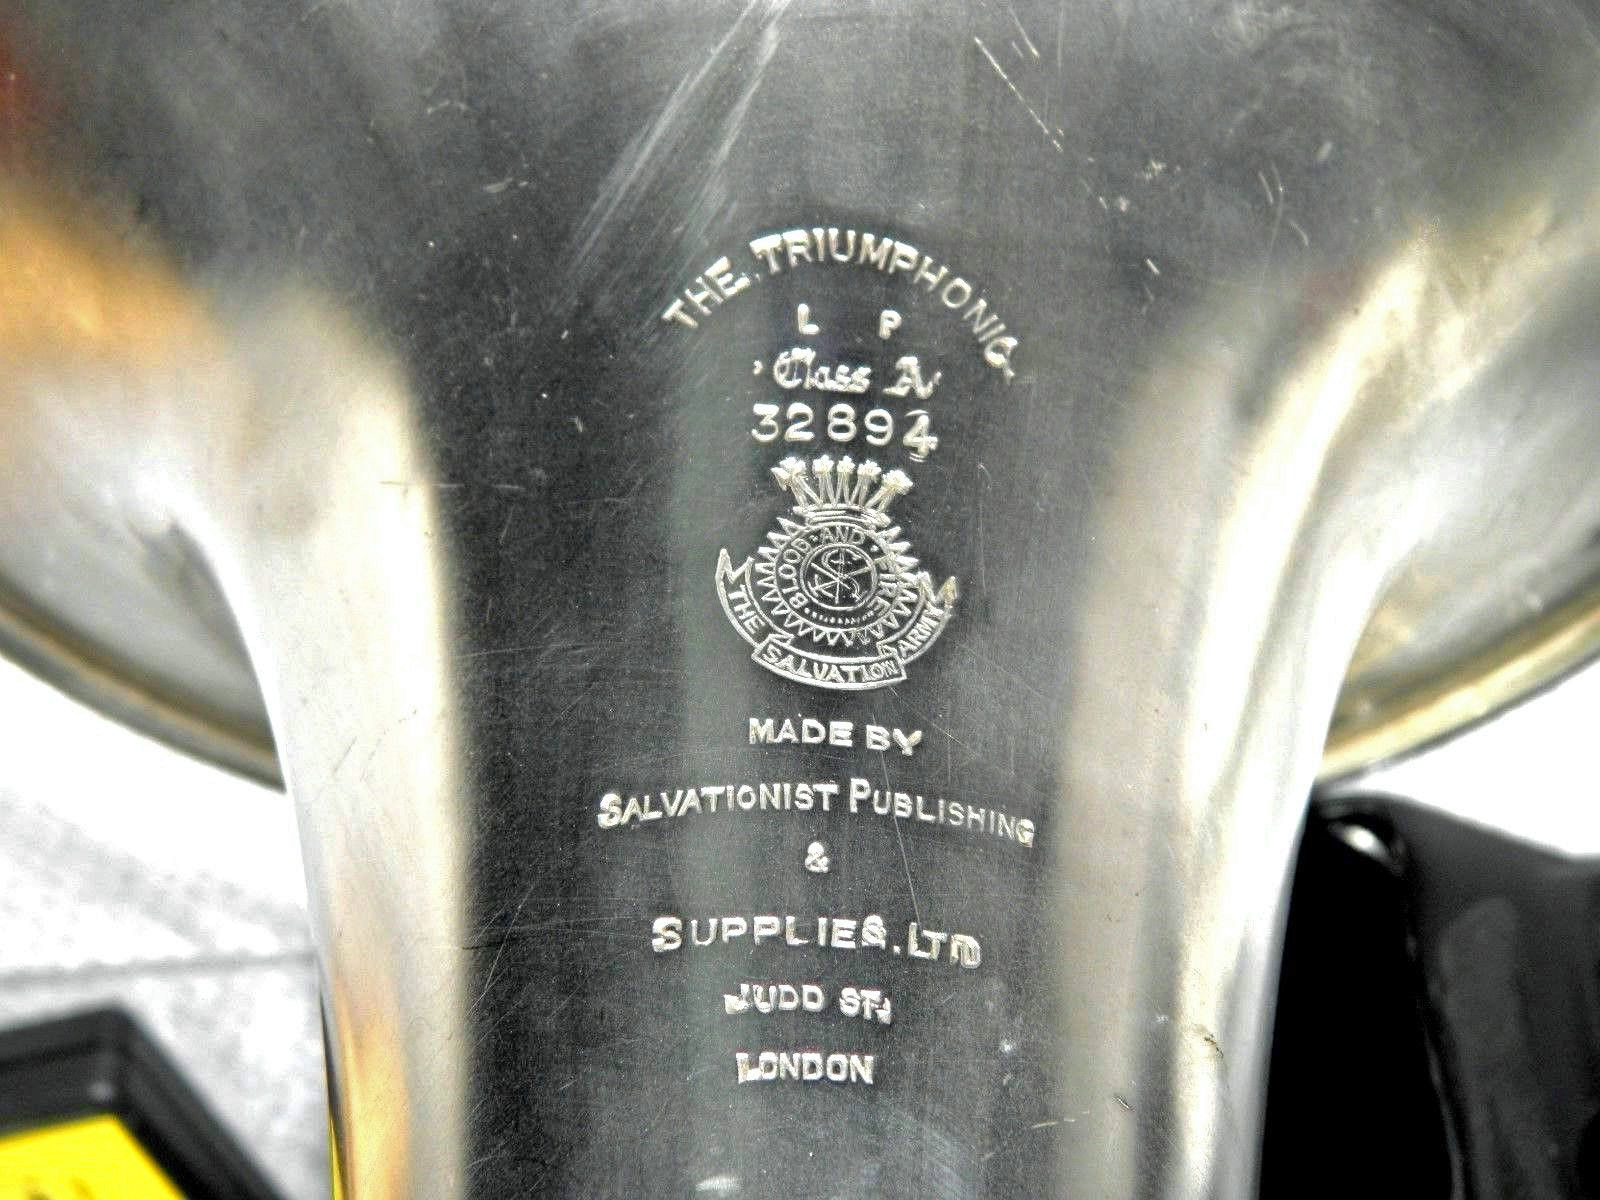 THE TRIUMPHONIC
L P
Class A
32894
BLOOD AND FIRE
S
THE SALVATION ARMY
MADE BY
SALVATIONIST PUBLISHING
&
SUPPLIES. LTD
JUDD ST.
LONDON